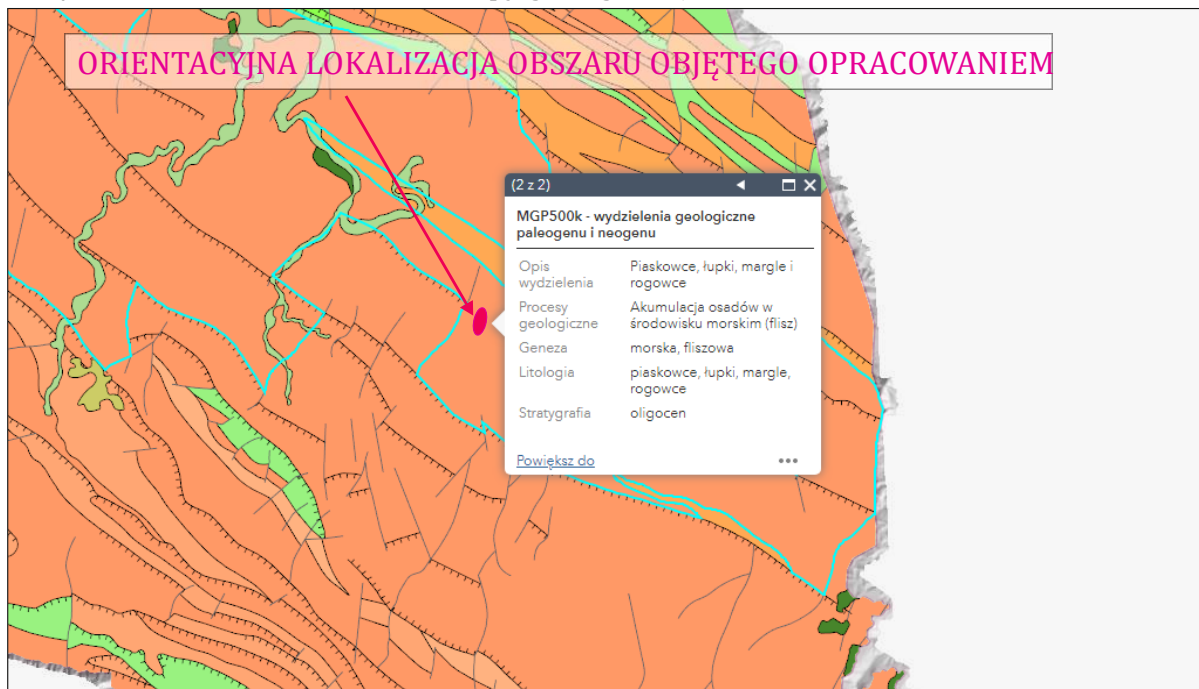 ORIENTACYJNA LOKALIZACJA OBSZARU OBJĘTEGO OPRACOWANIEM
(2 z 2)
MGP500k - wydzielenia geologiczne
paleogenu i neogenu
Opis
wydzielenia
Piaskowce, łupki, margle i
rogowce
Procesy
geologiczne
Akumulacja osadów w
środowisku morskim (flisz)
Geneza
morska, fliszowa
Litologia
piaskowce, łupki, margle,
rogowce
Stratygrafia
oligocen
Powiększ do